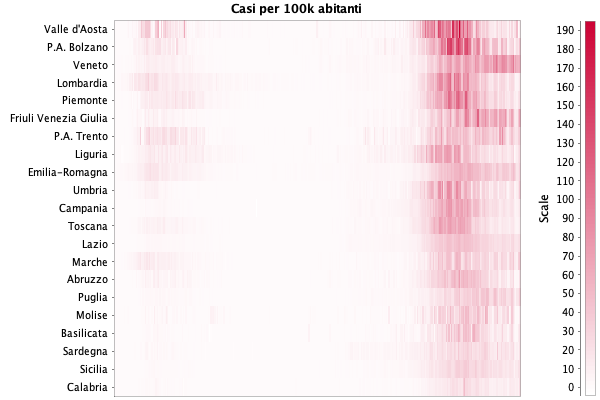 Casi per 100k abitanti
Valle d'Aosta
P.A. Bolzano
Veneto
Lombardia
Piemonte
Friuli Venezia Giulia
P.A. Trento
Liguria
Emilia-Romagna
Umbria
Campania
Toscana
Lazio
Marche
Abruzzo
Puglia
Molise
Basilicata
Sardegna
Sicilia
Calabria
Scale
190
180
170
160
150
140
130
120
110
100
90
80
70
60
50
40
30
20
10
0